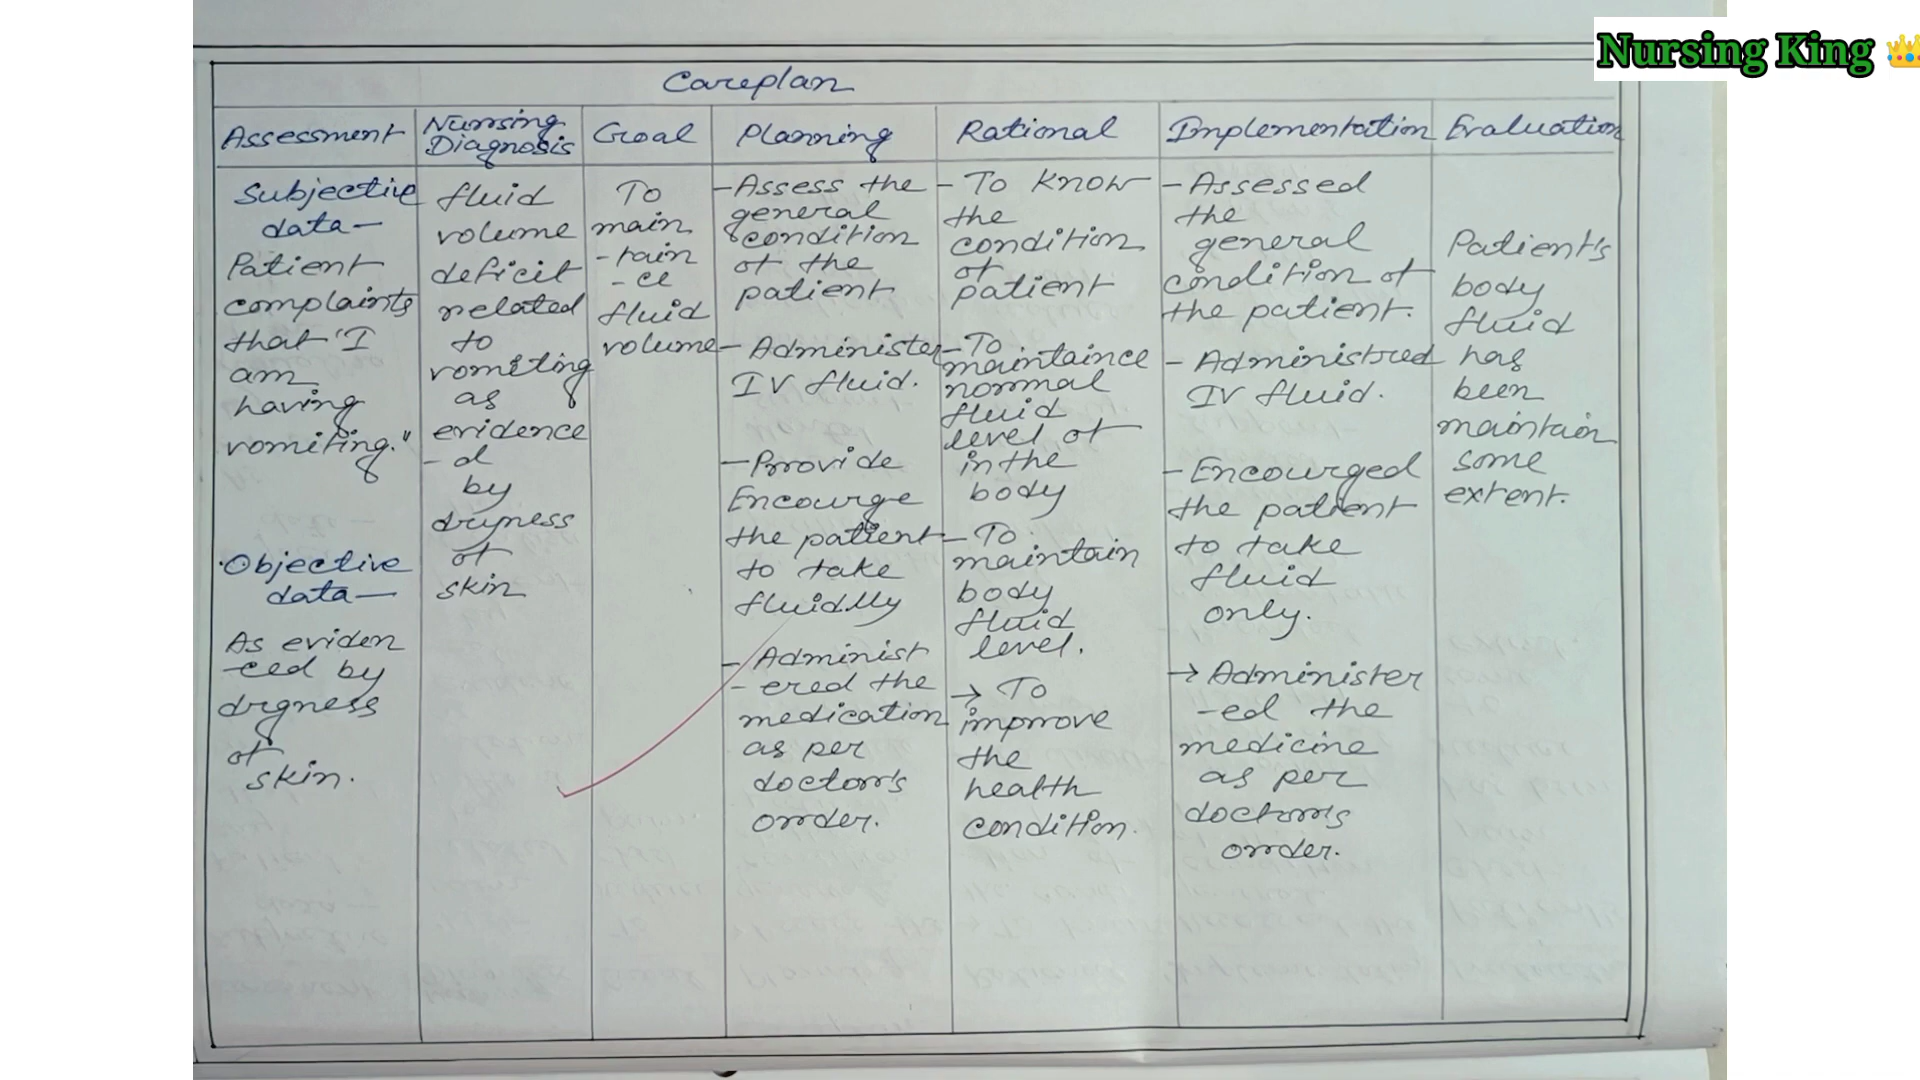 Nursing King
Careplan
Assessment
Nursing
Diagnosis
Goal
Planning
Rational
Implementation
Evaluation
Subjective
data-
Patient
complaints
that "I
am
having
vomiting."
Objective
data-
As eviden
-ced by
dryness
of
skin.
fluid
volume
deficit
related
to
vomiting
as
evidence
-d
by
dryness
of
skin
To
main
-tain
-ce
fluid
volume
-Assess the
general
condition
of the
patient
- Administer
IV fluid.
-Provide
Encourge
the patient
to take
fluidlly
- Administ
- ered the
medication
as per
doctor's
order.
- To know
the
condition
of
patient
-To
maintaince
normal
fluid
level of
in the
body
- To
maintain
body
fluid
level.
→ To
improve
the
health
condition.
-Assessed
the
general
condition of
the patient.
- Administred
IV fluid.
-Encourged
the patient
to take
fluid
only.
→ Administer
-ed the
medicine
as per
doctor's
order.
Patient's
body
fluid
has
been
maintain
some
extent.